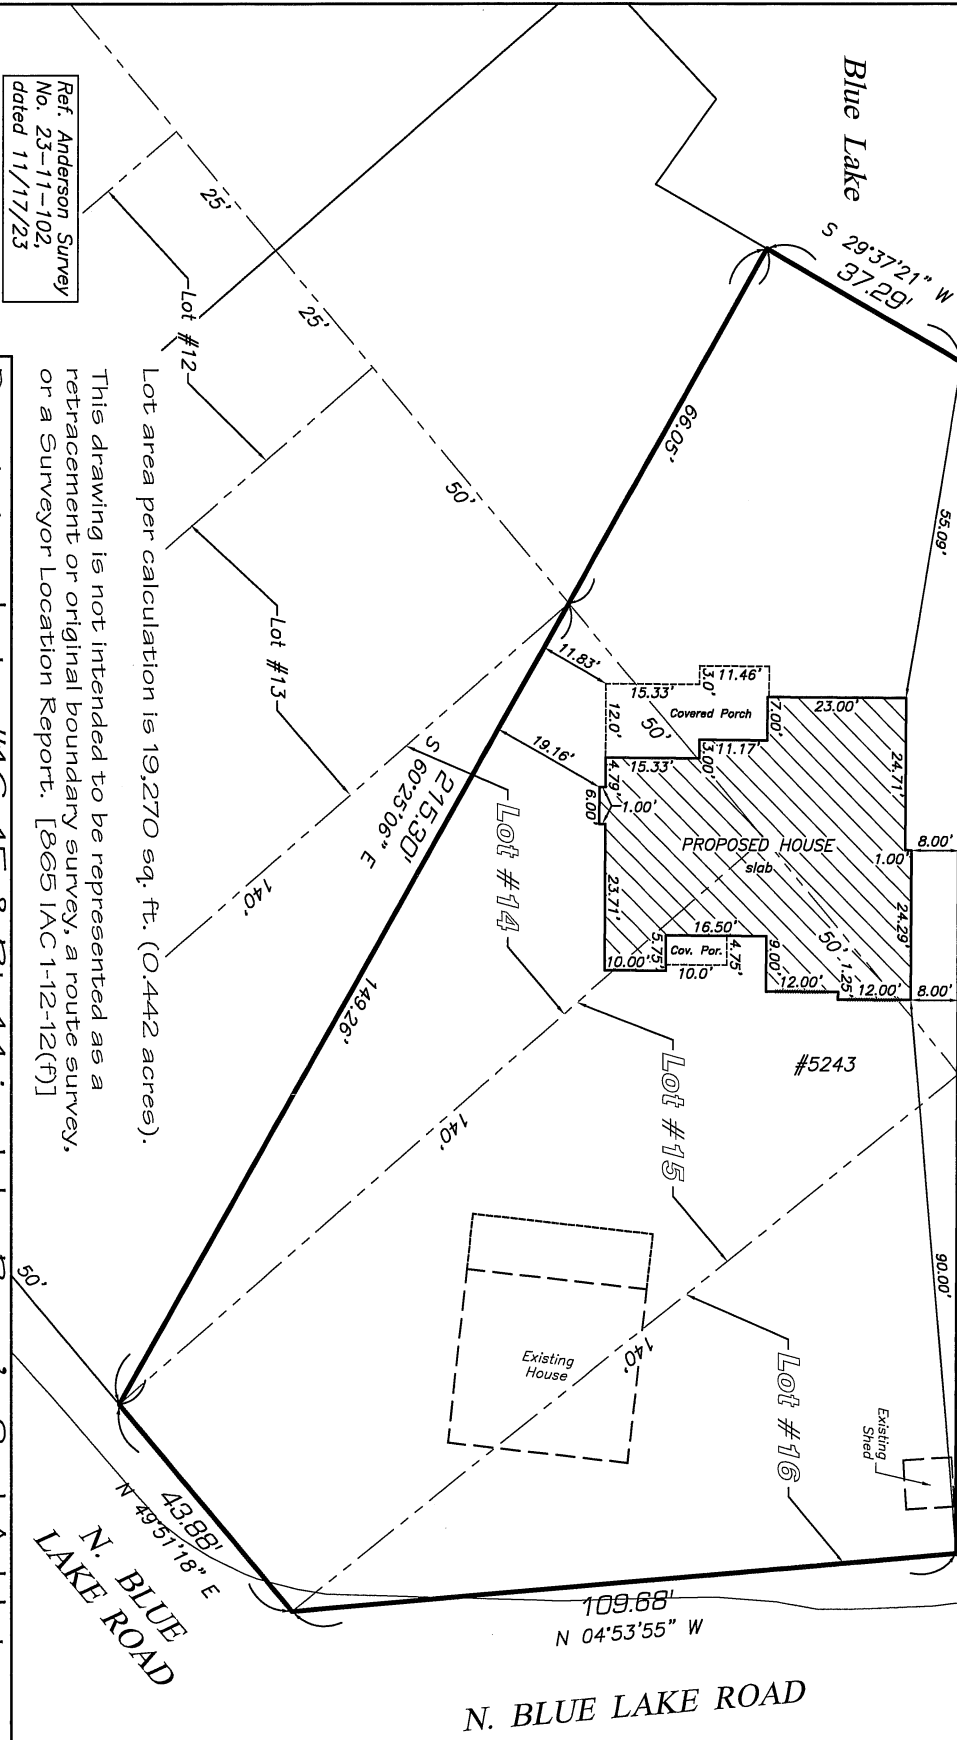 Blue Lake
S 29°37'21" W
37.29'
66.05'
55.09'
25'
25'
50'
Ref. Anderson Survey
No. 23-11-102,
dated 11/17/23
Lot #12
Lot #13
Lot area per calculation is 19,270 sq. ft. (0.442 acres).
This drawing is not intended to be represented as a
retracement or original boundary survey, a route survey,
or a Surveyor Location Report. [865 IAC 1-12-12(f)]
11.83'
19.16'
15.33'
3.0'
11.46'
Covered Porch
12.0'
50'
7.00'
23.00'
3.00'
11.17'
15.33'
4.79'
1.00'
6.00'
24.71'
8.00'
PROPOSED HOUSE
slab
1.00'
24.29'
23.71'
16.50'
50'
10.00'
5.75'
Cov. Por.
4.75'
10.0'
9.00'
12.00'
1.25'
12.00'
8.00'
#5243
S 60°25'06" E
215.30'
149.26'
140'
140'
140'
Lot #14
Lot #15
Lot #16
90.00'
Existing
House
Existing
Shed
50'
43.88'
N 49°51'18" E
N. BLUE
LAKE ROAD
109.68'
N 04°53'55" W
N. BLUE LAKE ROAD